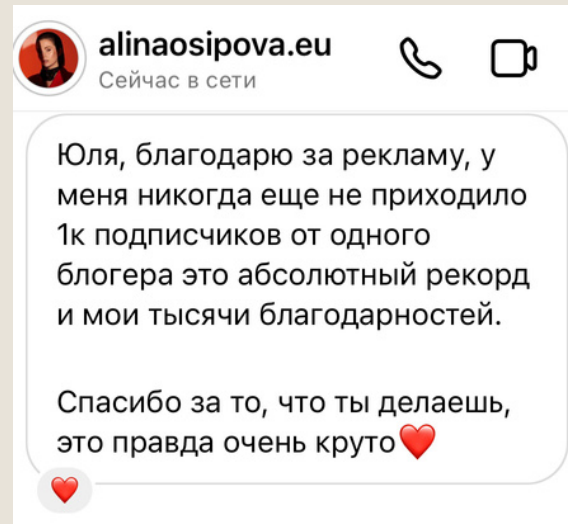 alinaosipova.eu
Сейчас в сети
Юля, благодарю за рекламу, у
меня никогда еще не приходило
1к подписчиков от одного
блогера это абсолютный рекорд
и мои тысячи благодарностей.
Спасибо за то, что ты делаешь,
это правда очень круто❤️